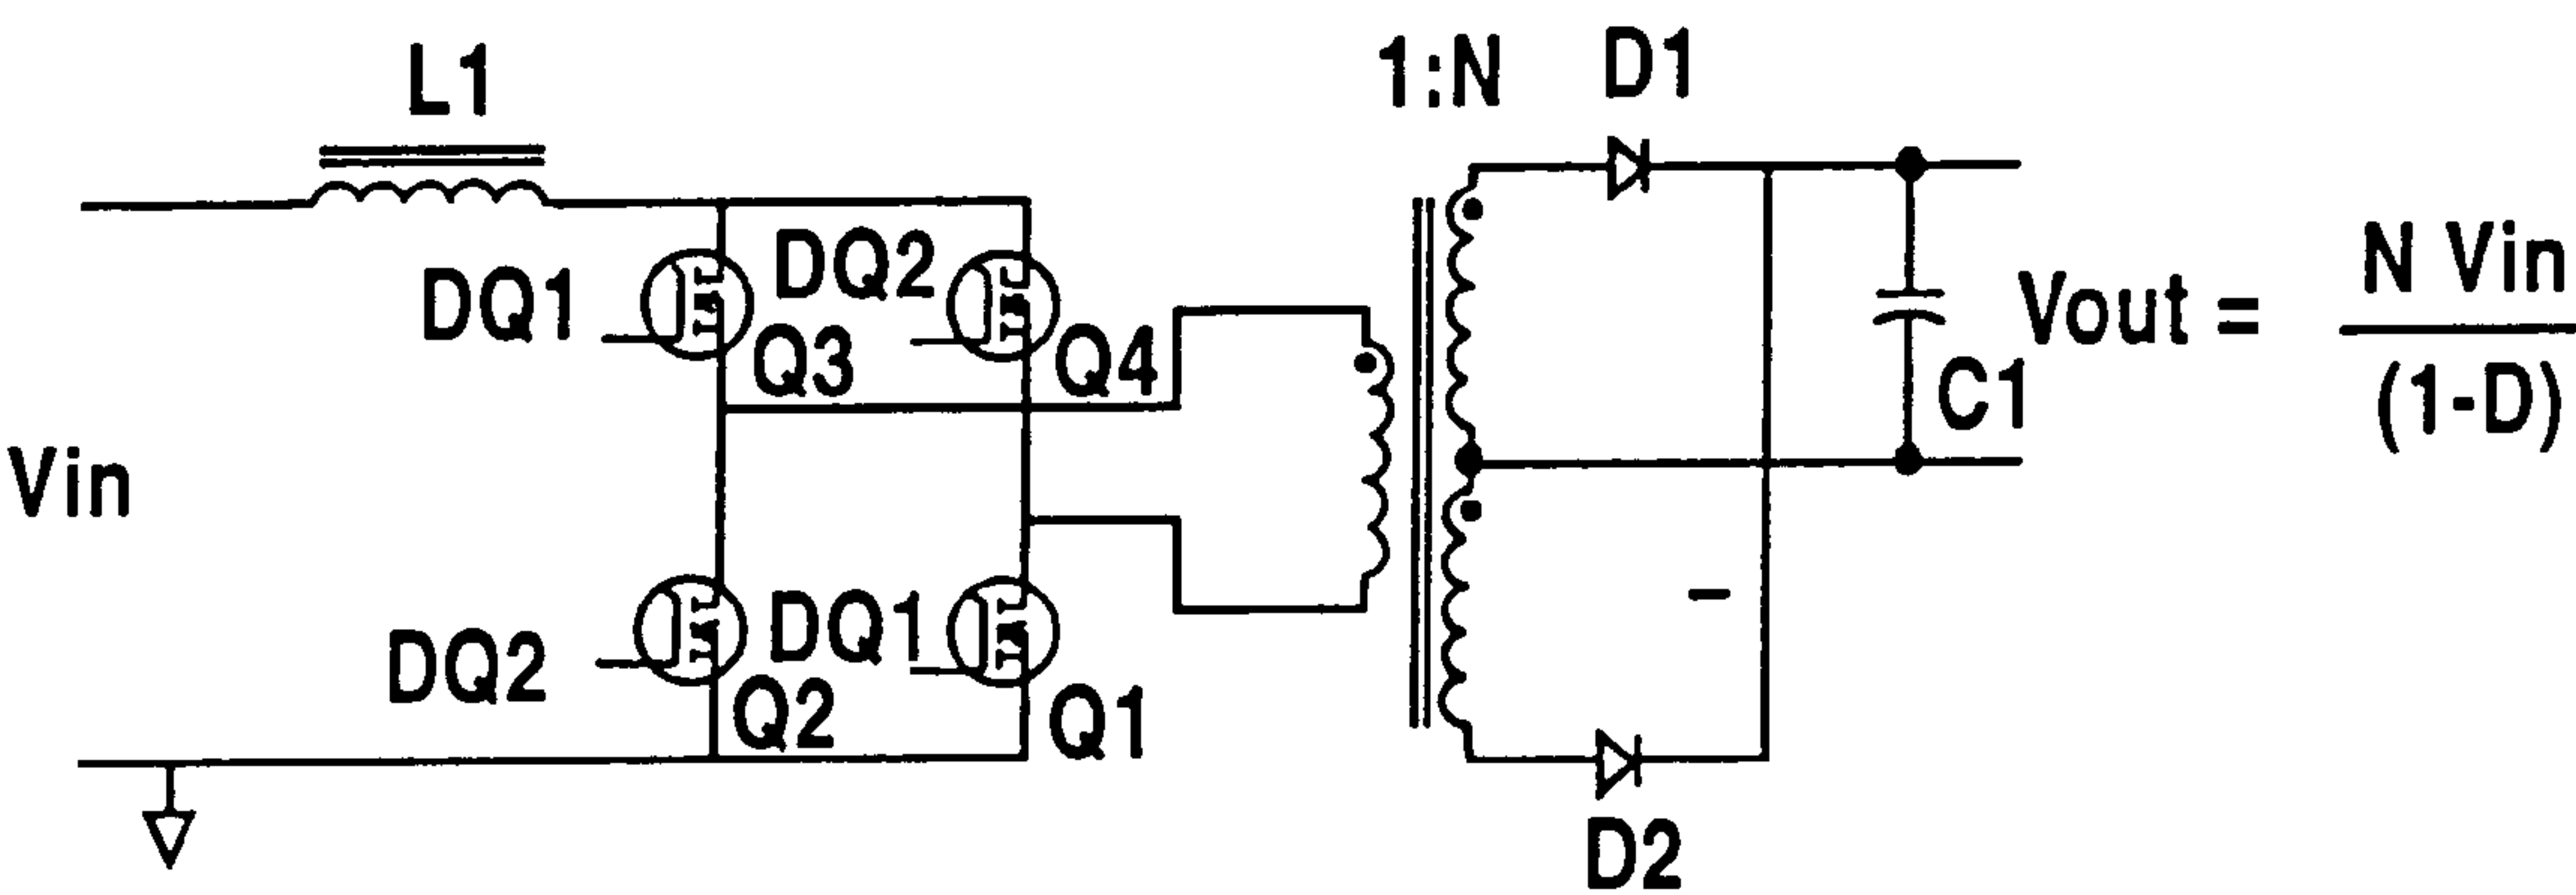 L1
1:N
D1
DQ1
DQ2
Q3
Q4
Vin
DQ2
DQ1
Q2
Q1
C1
Vout = N Vin
(1-D)
D2